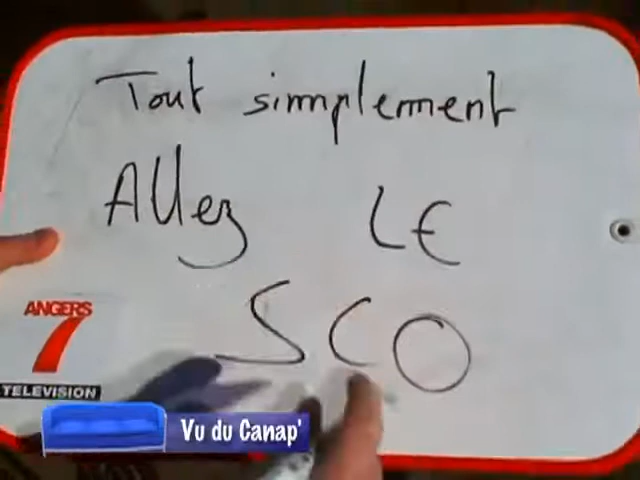 Tout simplement
Allez LE
SCO
ANGERS
7
TELEVISION
Vu du Canap'